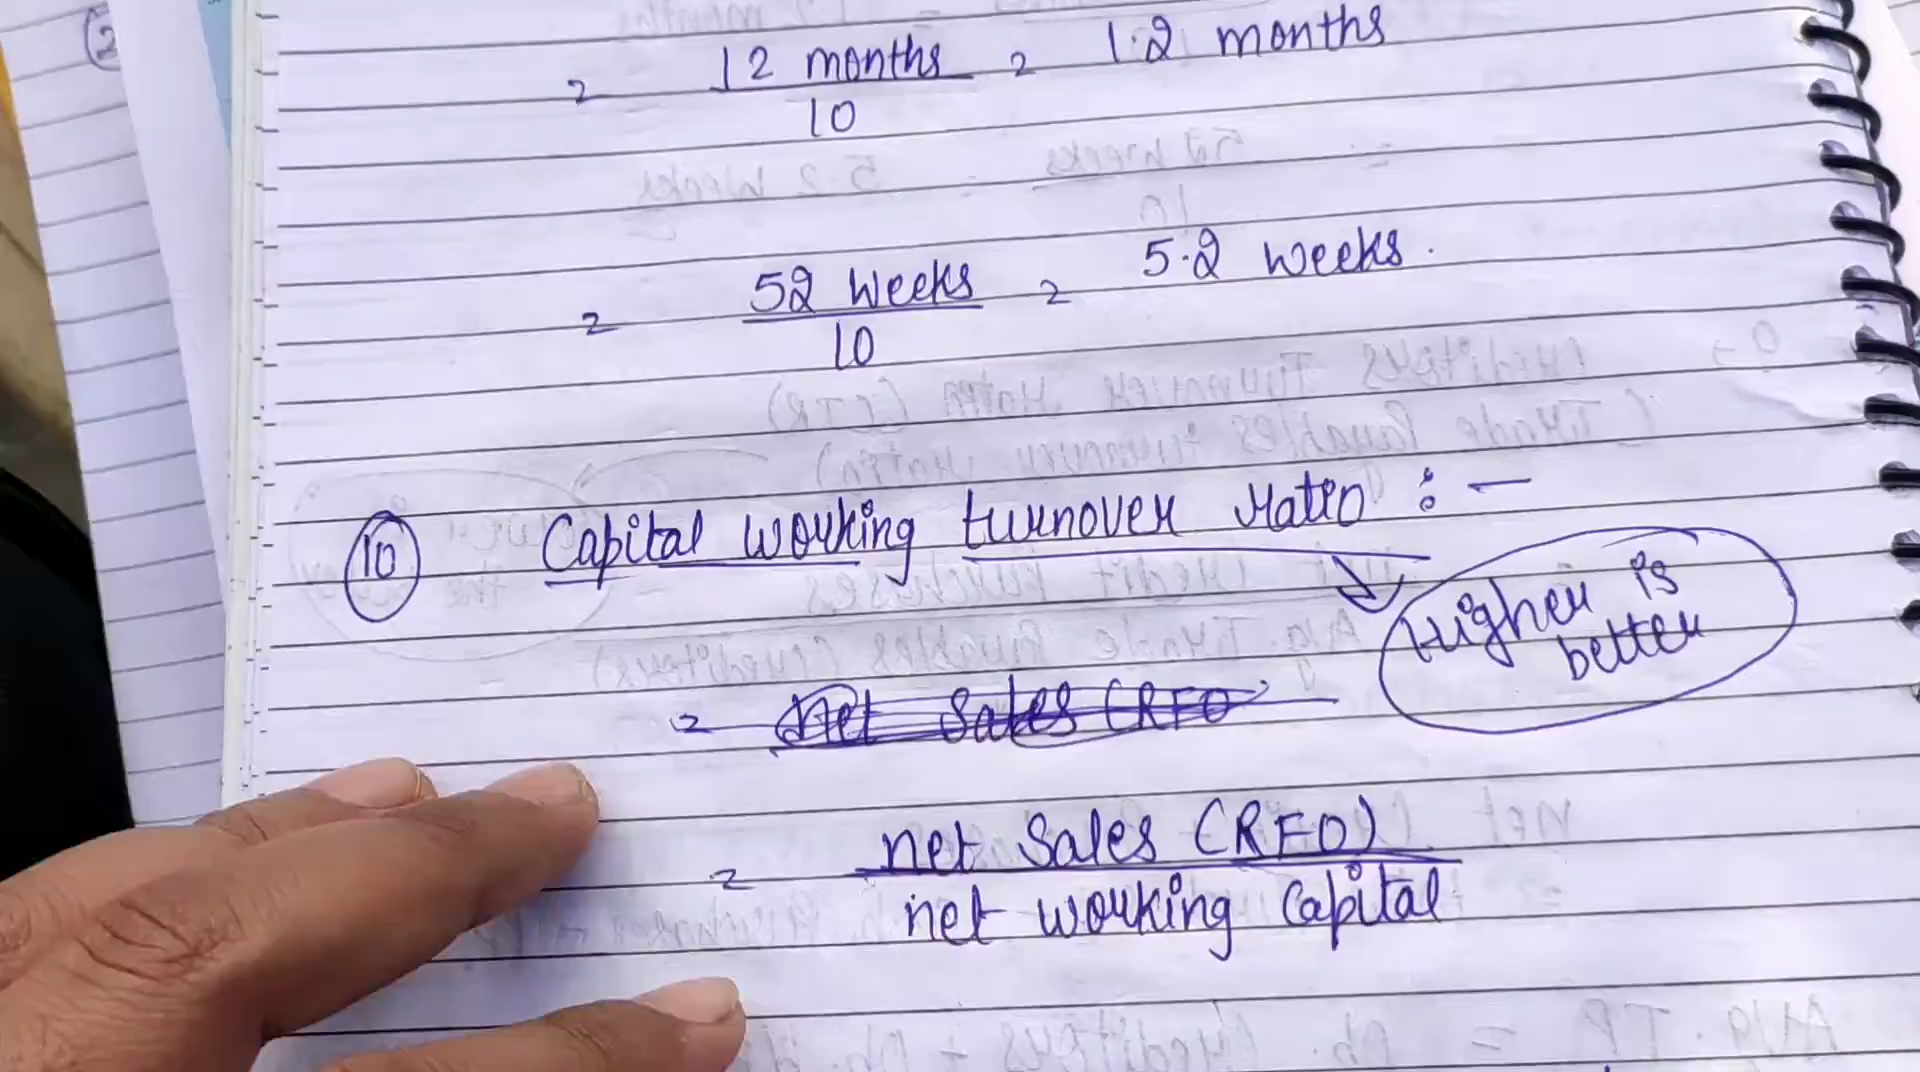 = 12 months = 1.2 months
10
= 52 weeks = 5.2 weeks.
10
10 Capital working turnover ratio :-
Higher is
better
= Net Sales (RFO
= net Sales (RFO)
net working Capital